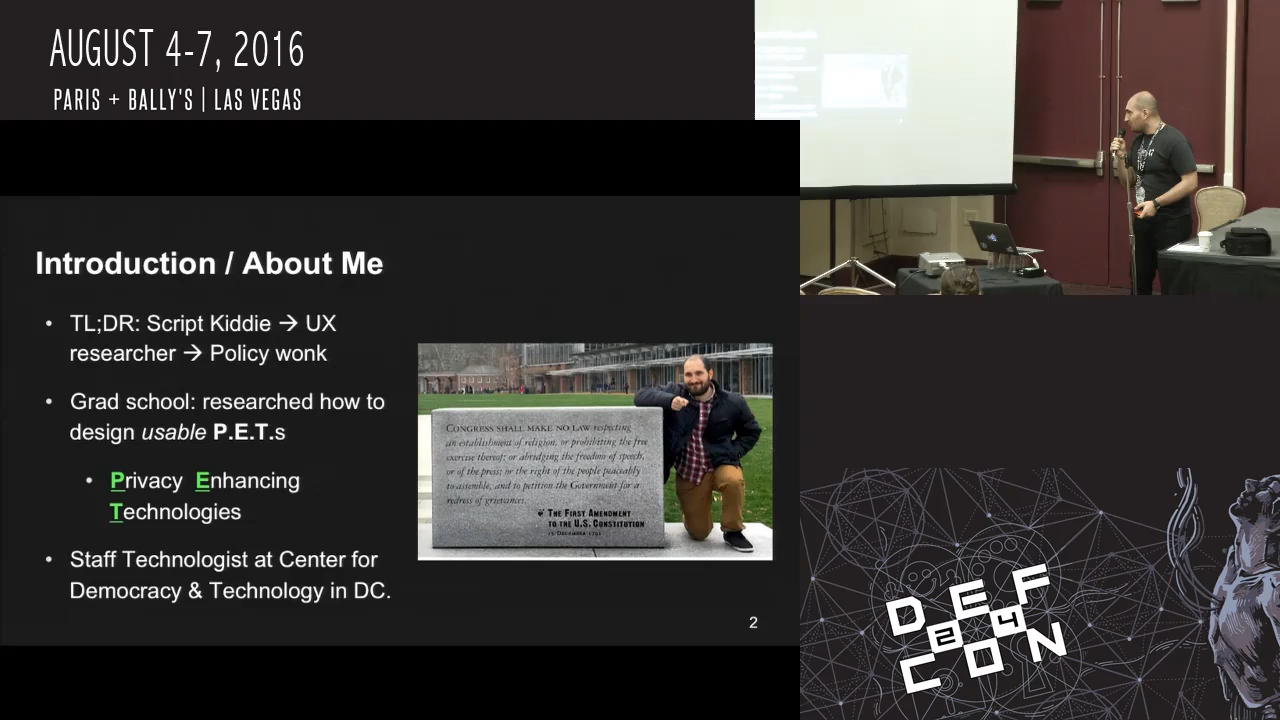 AUGUST 4-7, 2016
PARIS + BALLY'S | LAS VEGAS
Introduction / About Me
• TL;DR: Script Kiddie → UX
researcher → Policy wonk
• Grad school: researched how to
design usable P.E.T.s
• Privacy Enhancing
Technologies
• Staff Technologist at Center for
Democracy & Technology in DC.
CONGRESS SHALL MAKE NO LAW respecting
an establishment of religion, or prohibiting the free
exercise thereof; or abridging the freedom of speech,
or of the press; or the right of the people peaceably
to assemble, and to petition the Government for a
redress of grievances.
THE FIRST AMENDMENT
TO THE U.S. CONSTITUTION
15 DECEMBER 1791
2
DEF
24
CON